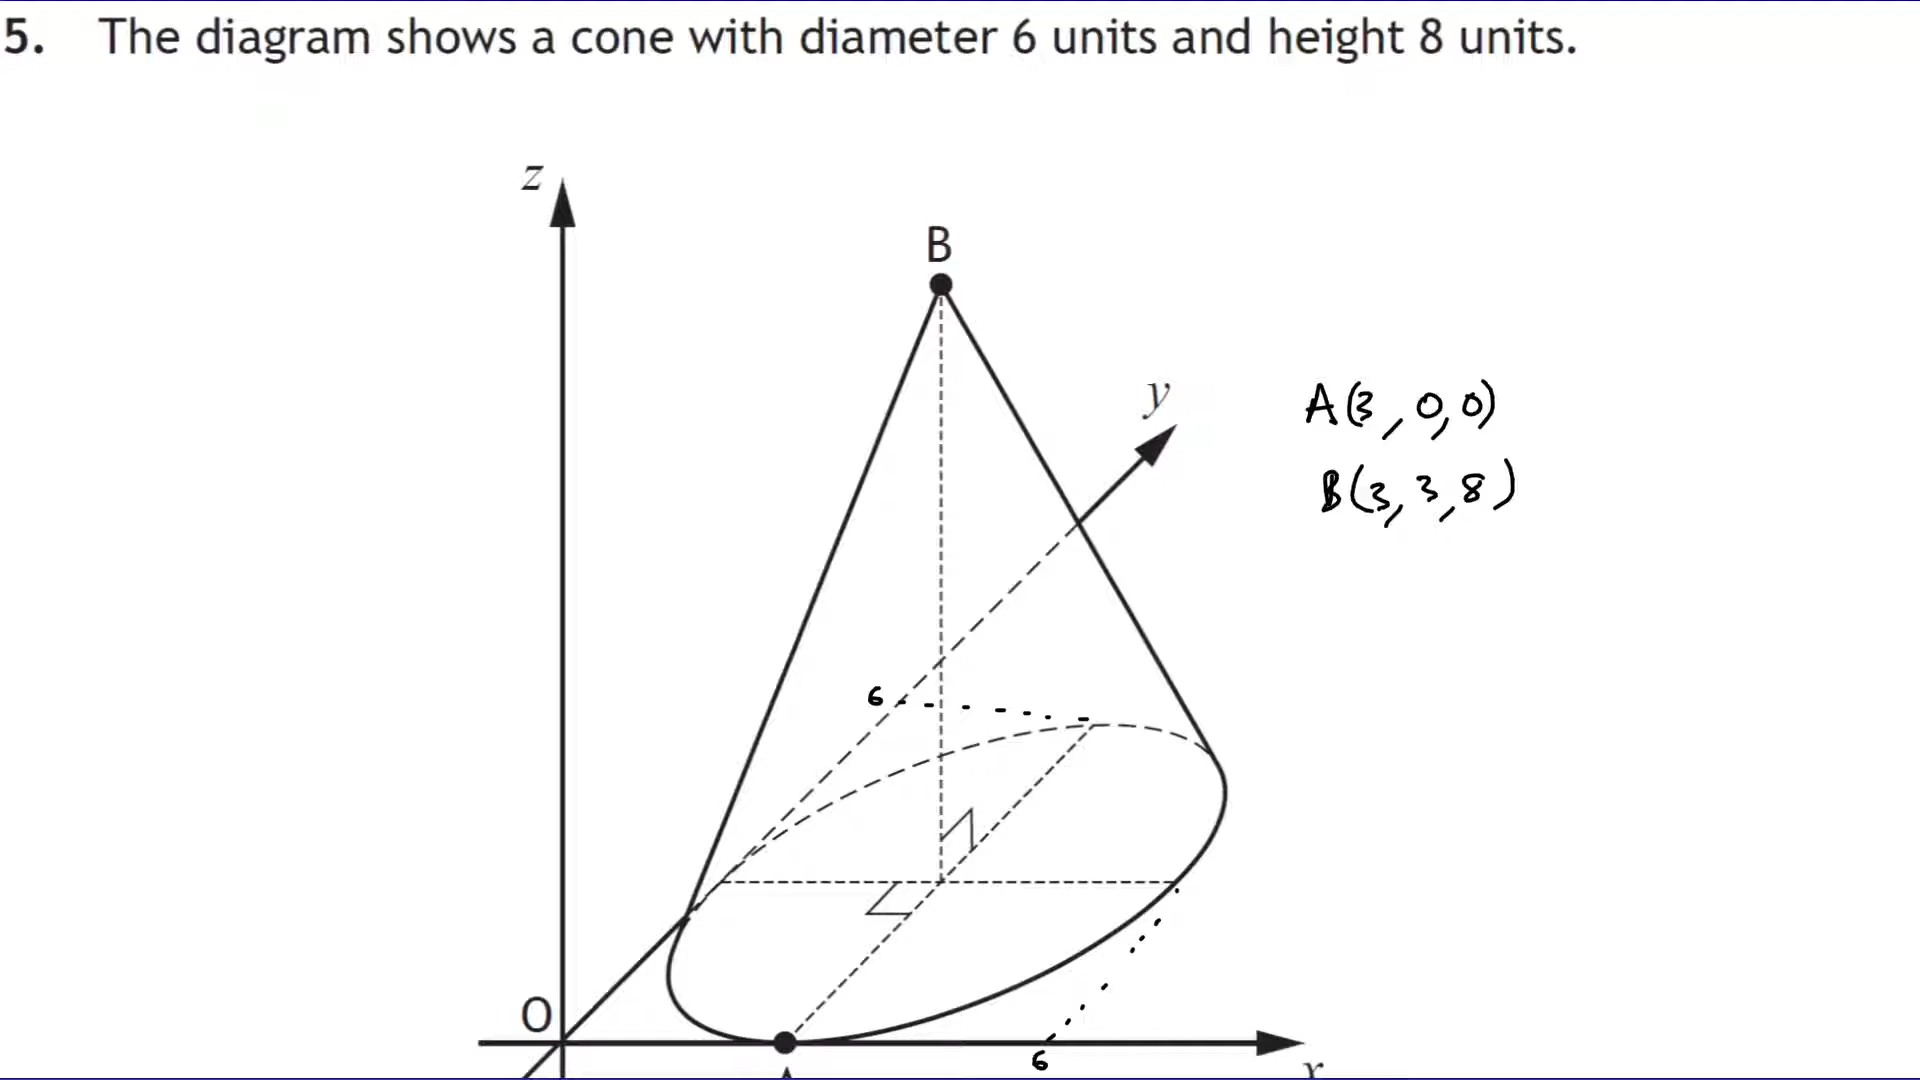 5. The diagram shows a cone with diameter 6 units and height 8 units.
z
B
y
A(3, 0, 0)
B(3, 3, 8)
6
O
6